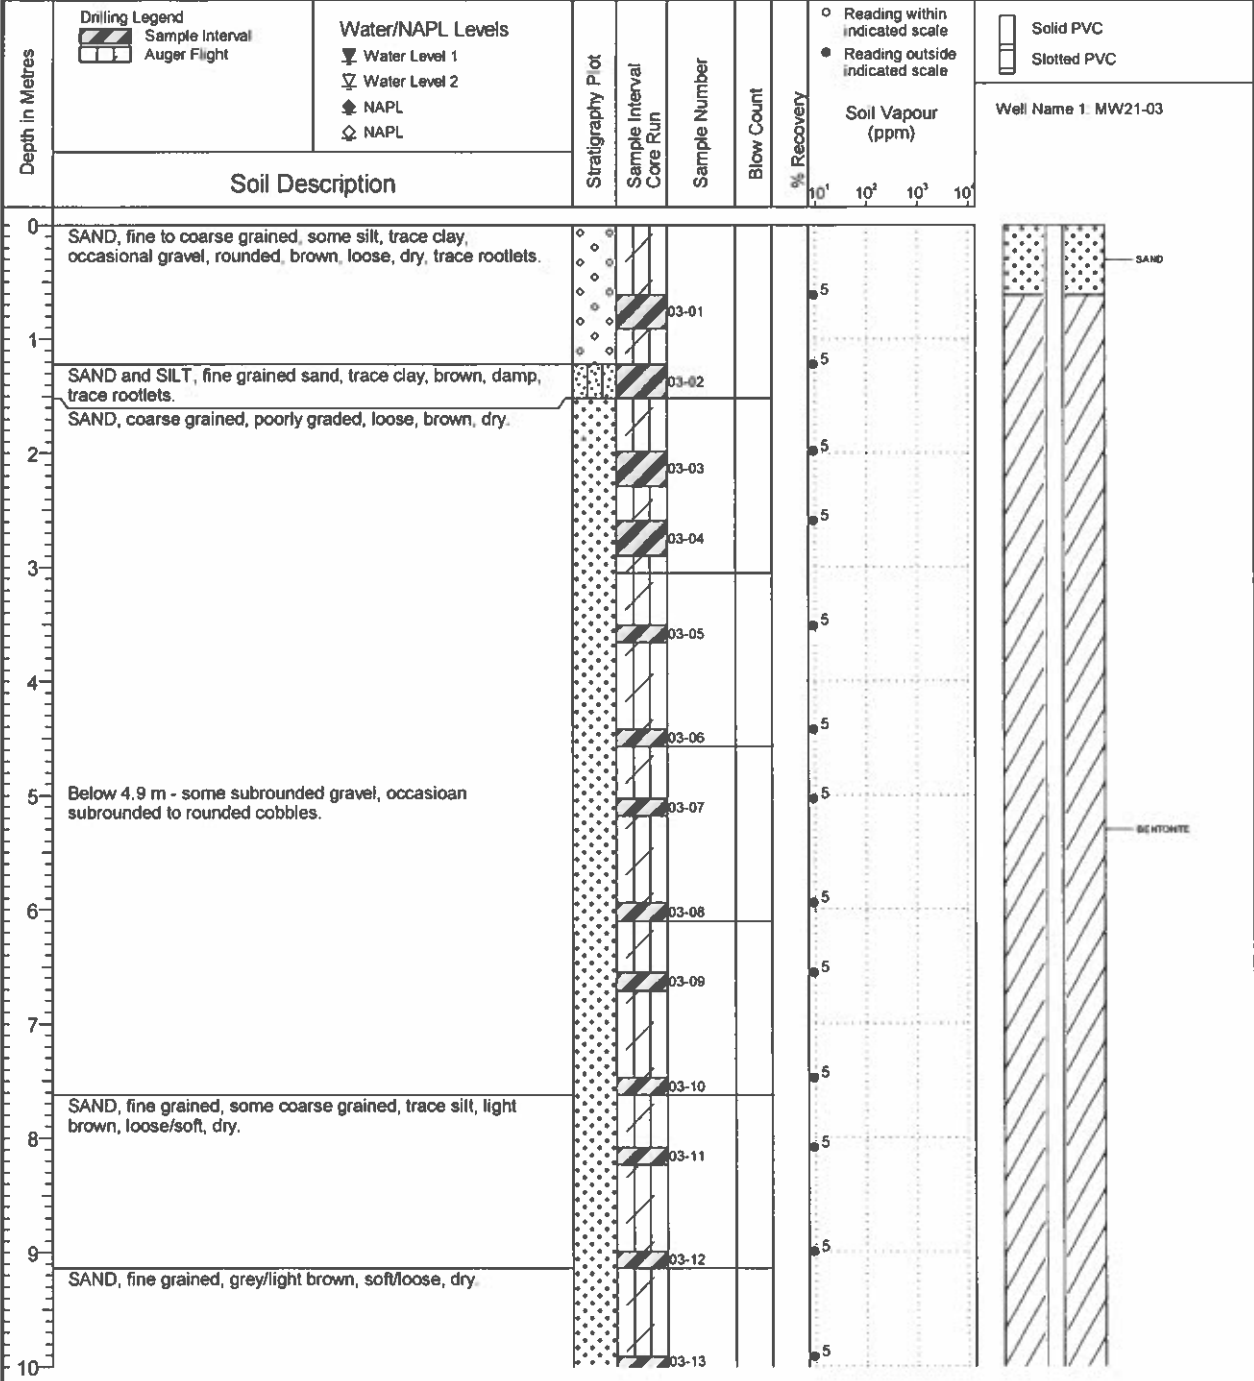 Drilling Legend
Sample Interval
Auger Flight
Water/NAPL Levels
Water Level 1
Water Level 2
NAPL
NAPL
Depth in Metres
Soil Description
Stratigraphy Plot
Sample Interval
Core Run
Sample Number
Blow Count
% Recovery
Reading within
indicated scale
Reading outside
indicated scale
Soil Vapour
(ppm)
10¹ 10² 10³ 10⁴
Solid PVC
Slotted PVC
Well Name 1: MW21-03
0
SAND, fine to coarse grained, some silt, trace clay,
occasional gravel, rounded, brown, loose, dry, trace rootlets.
SAND
5
03-01
1
5
SAND and SILT, fine grained sand, trace clay, brown, damp,
trace rootlets.
03-02
SAND, coarse grained, poorly graded, loose, brown, dry.
2
5
03-03
5
03-04
3
5
03-05
4
5
03-06
5
Below 4.9 m - some subrounded gravel, occasioan
subrounded to rounded cobbles.
5
03-07
BENTONITE
6
5
03-08
5
03-09
7
5
03-10
SAND, fine grained, some coarse grained, trace silt, light
brown, loose/soft, dry.
8
5
03-11
9
5
03-12
SAND, fine grained, grey/light brown, soft/loose, dry.
10
5
03-13